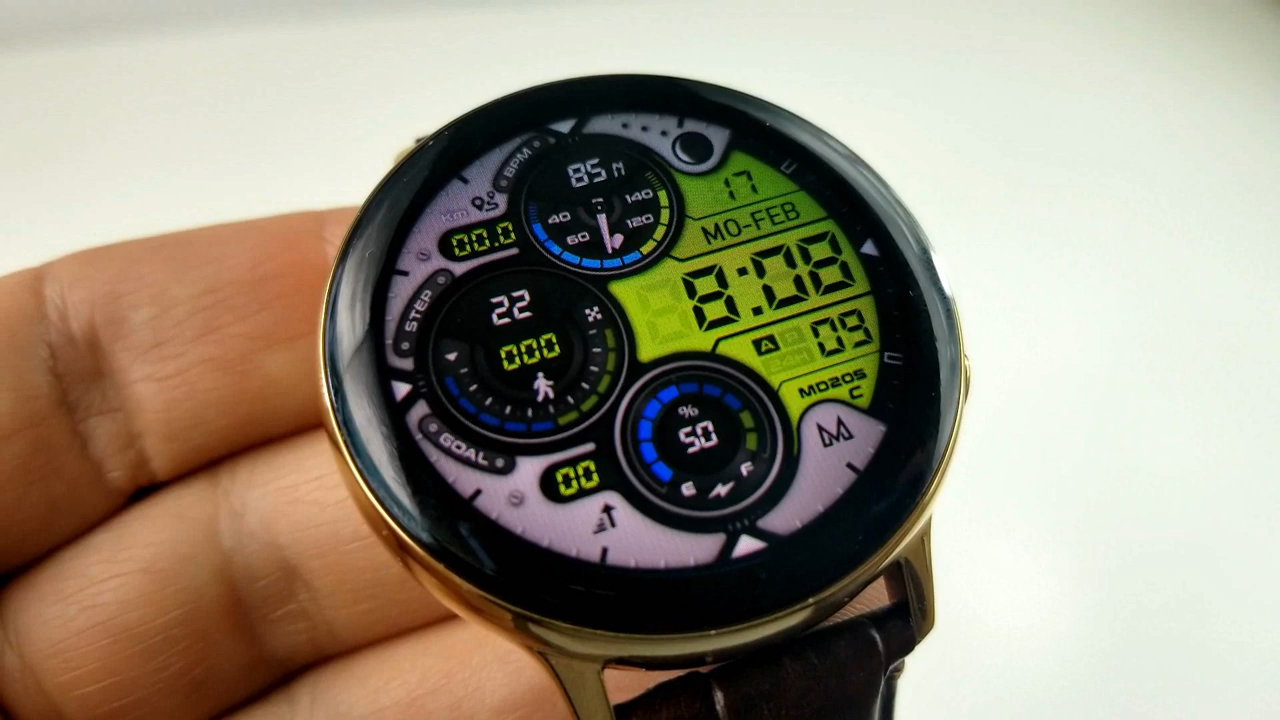 BPM
85 N
40
60
140
120
Km
00.0
17
MO-FEB
8:08
A P
24H
09
MD205
C
STEP
22
000
GOAL
00
%
50
E
F